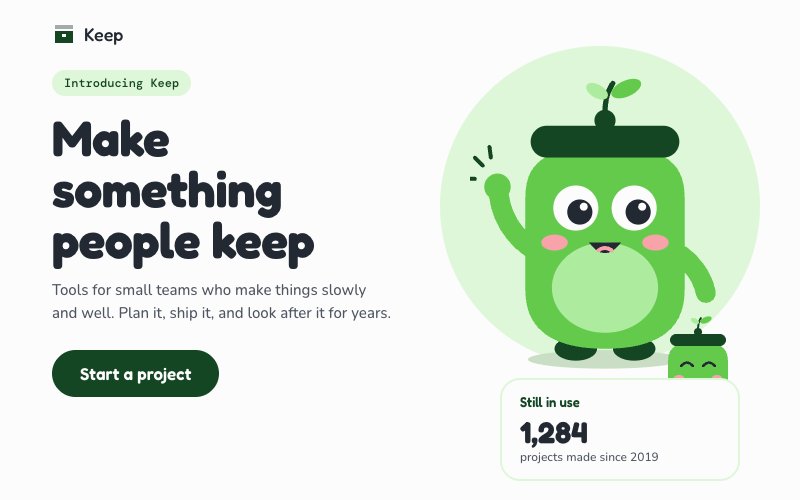 Keep
Introducing Keep
Make
something
people keep
Tools for small teams who make things slowly
and well. Plan it, ship it, and look after it for years.
Start a project
Still in use
1,284
projects made since 2019